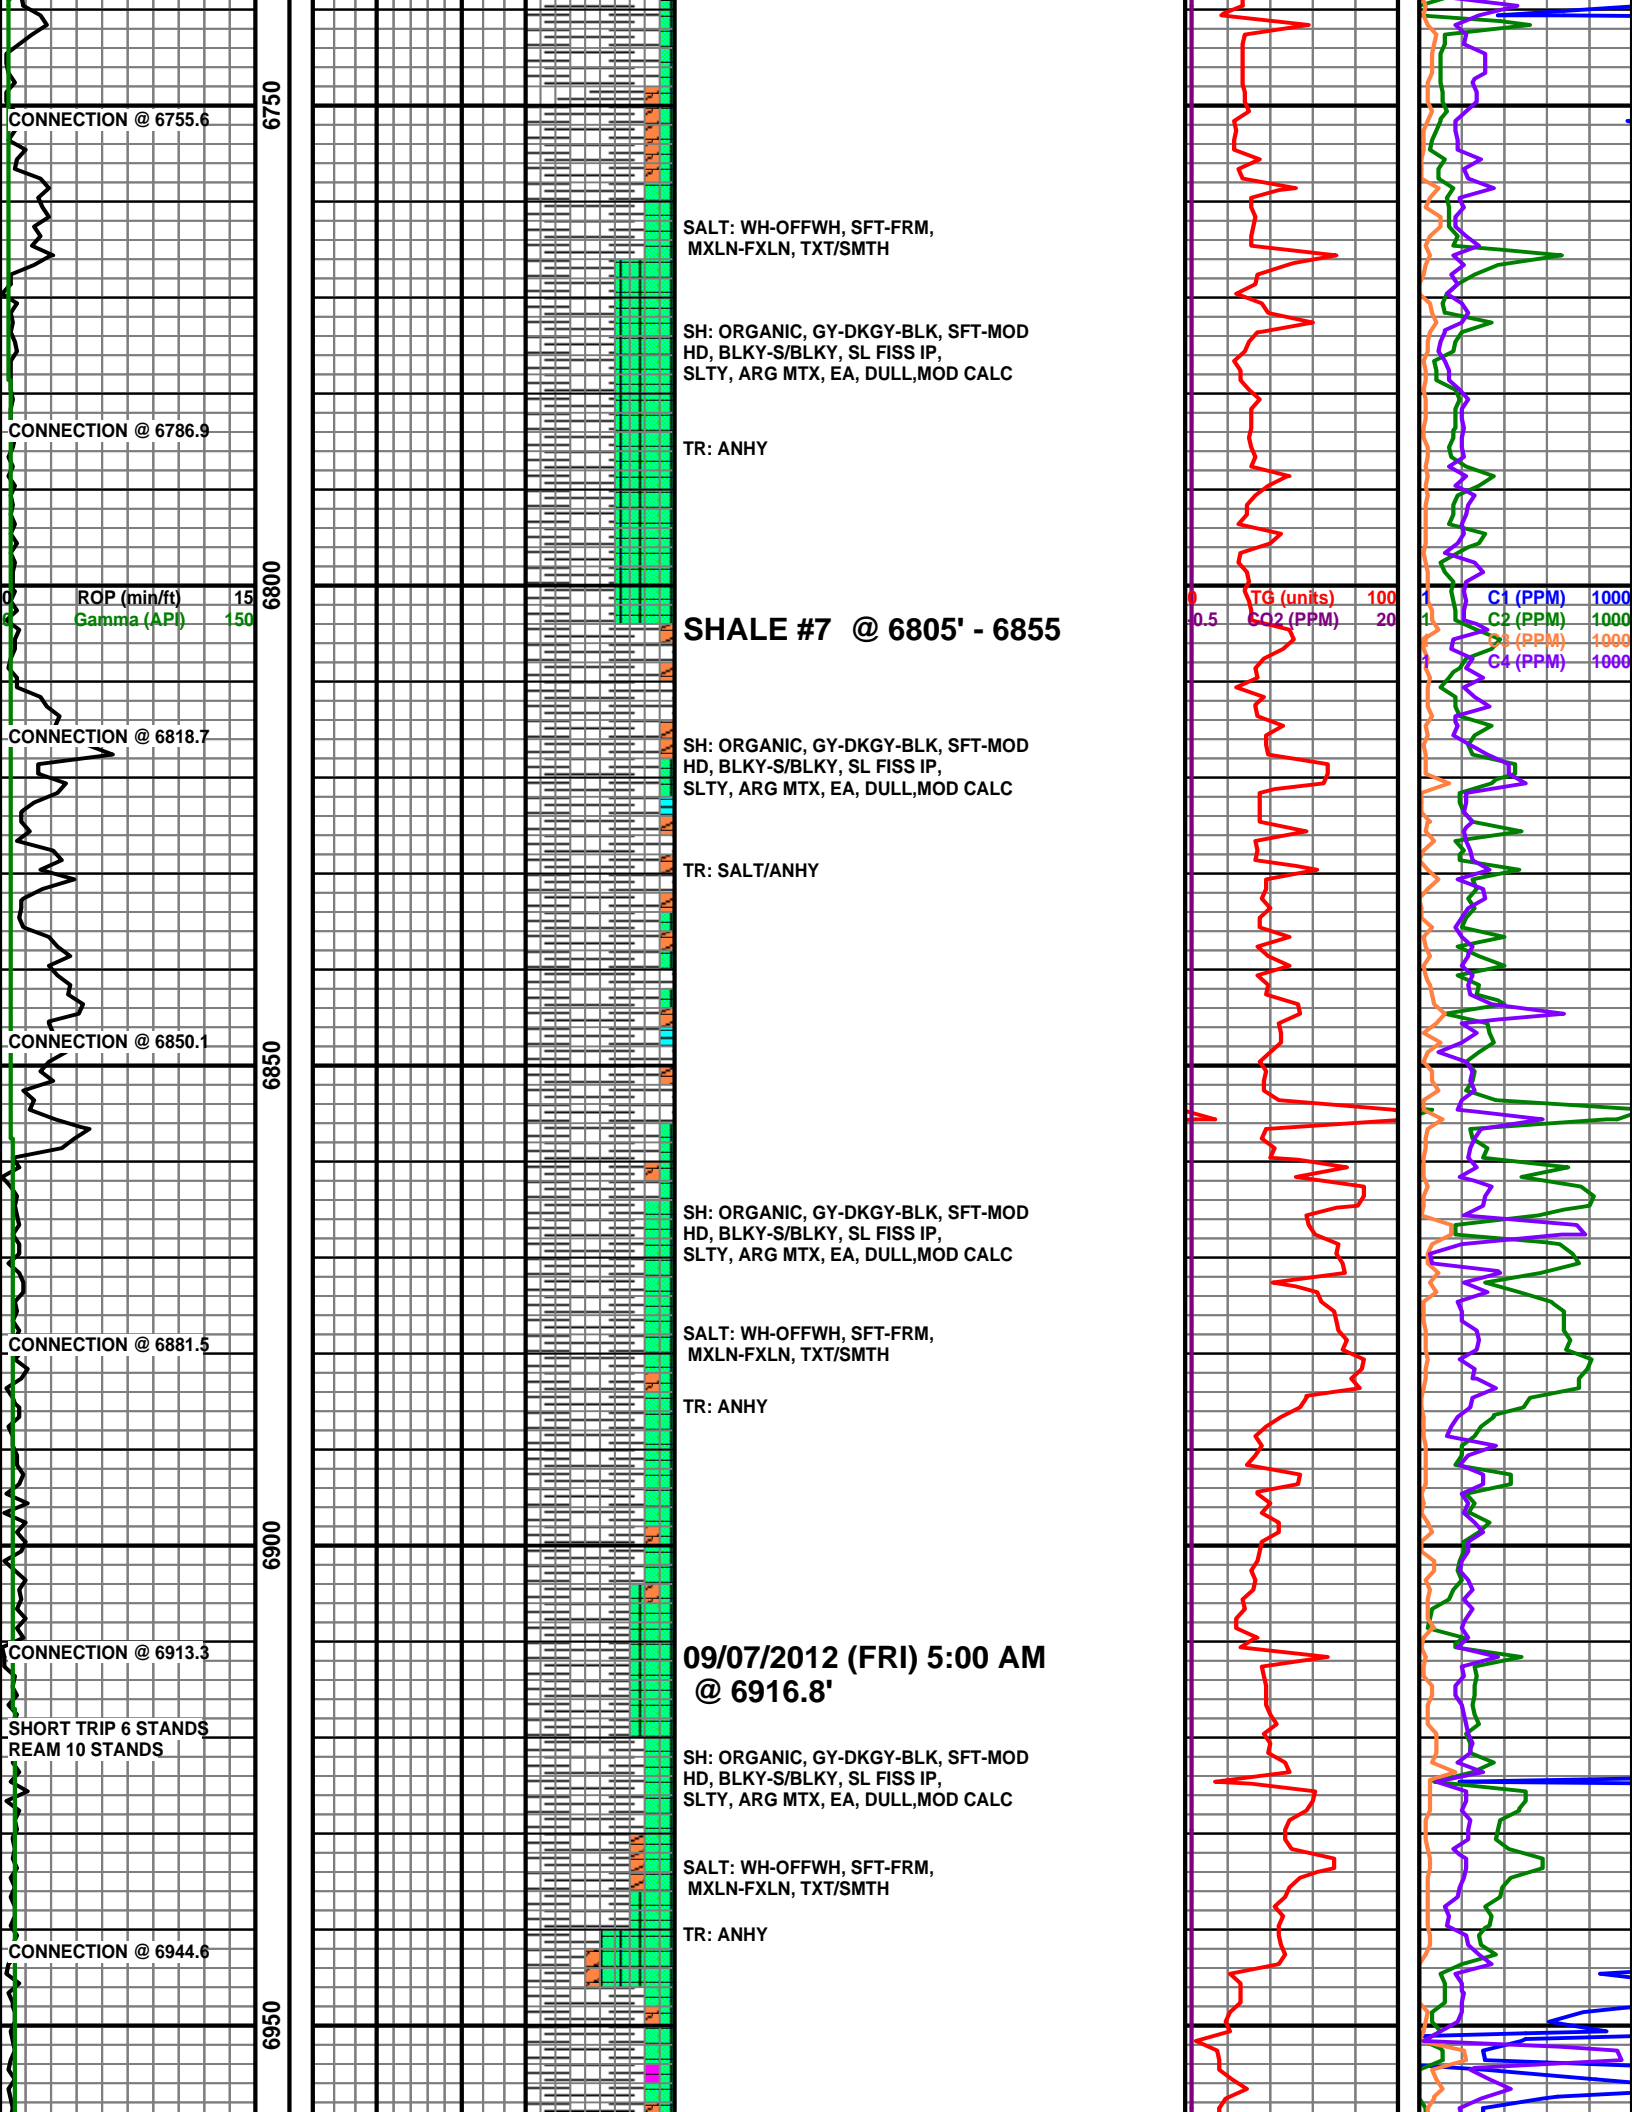 6750
CONNECTION @ 6755.6
SALT: WH-OFFWH, SFT-FRM,
MXLN-FXLN, TXT/SMTH
SH: ORGANIC, GY-DKGY-BLK, SFT-MOD
HD, BLKY-S/BLKY, SL FISS IP,
SLTY, ARG MTX, EA, DULL,MOD CALC
CONNECTION @ 6786.9
TR: ANHY
6800
0 ROP (min/ft) 15
Gamma (API) 150
0 TG (units) 100
0.5 CO2 (PPM) 20
1 C1 (PPM) 1000
1 C2 (PPM) 1000
C3 (PPM) 1000
1 C4 (PPM) 1000
SHALE #7 @ 6805' - 6855
CONNECTION @ 6818.7
SH: ORGANIC, GY-DKGY-BLK, SFT-MOD
HD, BLKY-S/BLKY, SL FISS IP,
SLTY, ARG MTX, EA, DULL,MOD CALC
TR: SALT/ANHY
CONNECTION @ 6850.1
6850
SH: ORGANIC, GY-DKGY-BLK, SFT-MOD
HD, BLKY-S/BLKY, SL FISS IP,
SLTY, ARG MTX, EA, DULL,MOD CALC
CONNECTION @ 6881.5
SALT: WH-OFFWH, SFT-FRM,
MXLN-FXLN, TXT/SMTH
TR: ANHY
6900
CONNECTION @ 6913.3
09/07/2012 (FRI) 5:00 AM
@ 6916.8'
SHORT TRIP 6 STANDS
REAM 10 STANDS
SH: ORGANIC, GY-DKGY-BLK, SFT-MOD
HD, BLKY-S/BLKY, SL FISS IP,
SLTY, ARG MTX, EA, DULL,MOD CALC
SALT: WH-OFFWH, SFT-FRM,
MXLN-FXLN, TXT/SMTH
TR: ANHY
CONNECTION @ 6944.6
6950